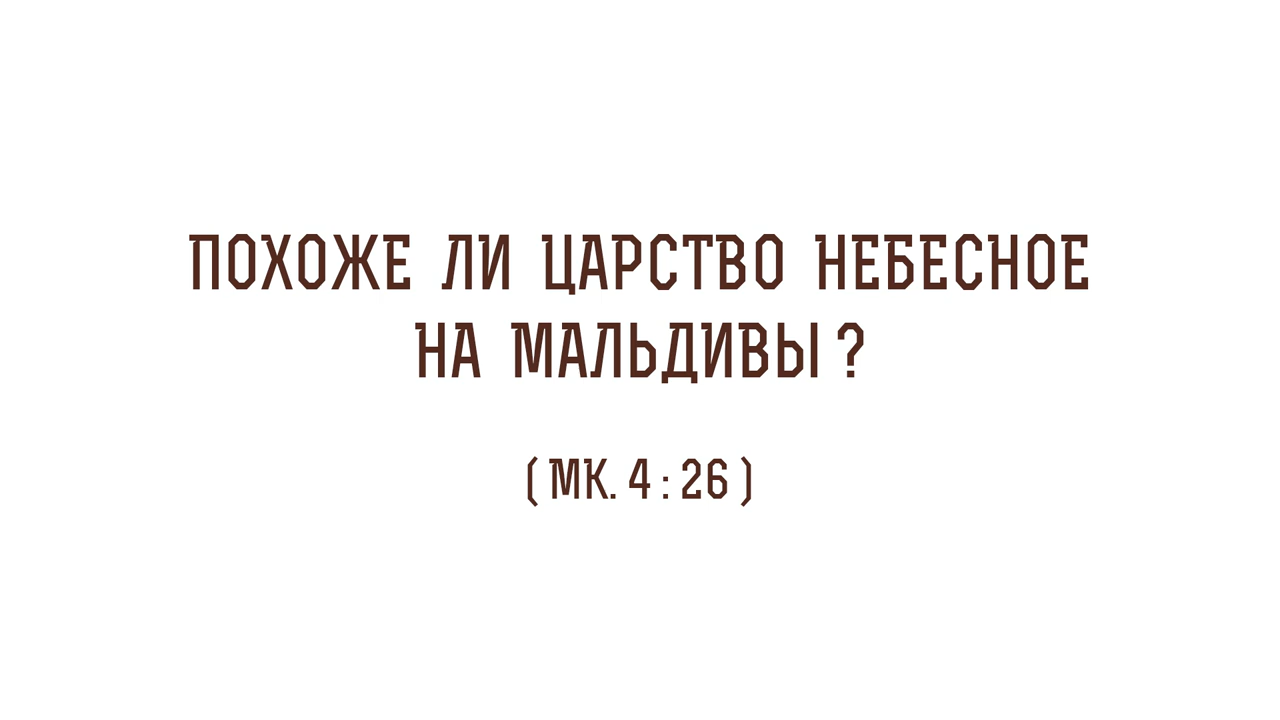 ПОХОЖЕ ЛИ ЦАРСТВО НЕБЕСНОЕ
НА МАЛЬДИВЫ?
(МК. 4:26)